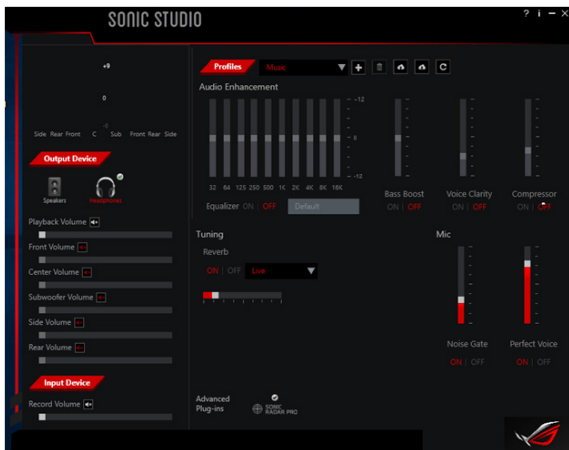 SONIC STUDIO
? i
+9
0
Side Rear Front C Sub Front Rear Side
Output Device
Speakers Headphones
Playback Volume
Front Volume
Center Volume
Subwoofer Volume
Side Volume
Rear Volume
Input Device
Record Volume
Profiles Music
Audio Enhancement
-12
-12
32 64 125 250 500 1K 2K 4K 8K 16K
Equalizer ON | OFF Default
Bass Boost Voice Clarity Compressor
ON | OFF ON | OFF ON | OFF
Tuning
Reverb
ON | OFF Live
Mic
Noise Gate Perfect Voice
ON | OFF ON | OFF
Advanced
Plug-ins
SONIC
RADAR PRO